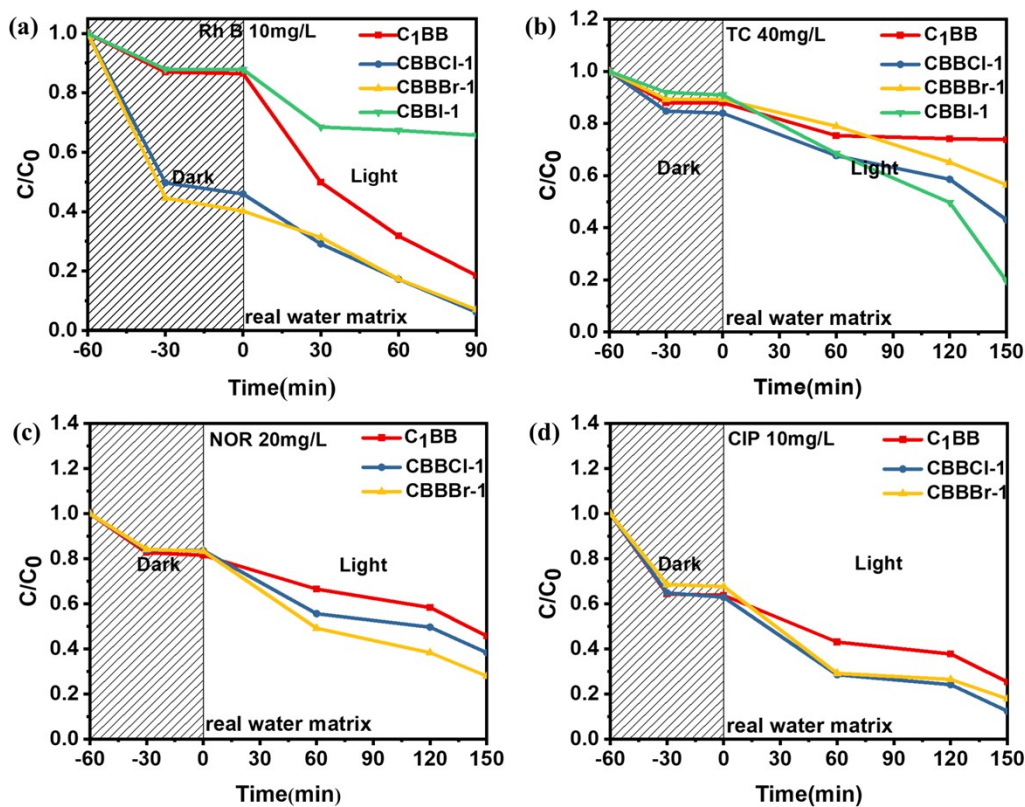 (a)
Rh B 10mg/L
C1BB
CBBCl-1
CBBBr-1
CBBI-1
Dark
Light
real water matrix
C/C0
1.0
0.8
0.6
0.4
0.2
0.0
-60 -30 0 30 60 90
Time(min)
(b)
TC 40mg/L
C1BB
CBBCl-1
CBBBr-1
CBBI-1
Dark
Light
real water matrix
C/C0
1.2
1.0
0.8
0.6
0.4
0.2
0.0
-60 -30 0 30 60 90 120 150
Time(min)
(c)
NOR 20mg/L
C1BB
CBBCl-1
CBBBr-1
Dark
Light
real water matrix
C/C0
1.4
1.2
1.0
0.8
0.6
0.4
0.2
0.0
-60 -30 0 30 60 90 120 150
Time(min)
(d)
CIP 10mg/L
C1BB
CBBCl-1
CBBBr-1
Dark
Light
real water matrix
C/C0
1.4
1.2
1.0
0.8
0.6
0.4
0.2
0.0
-60 -30 0 30 60 90 120 150
Time(min)